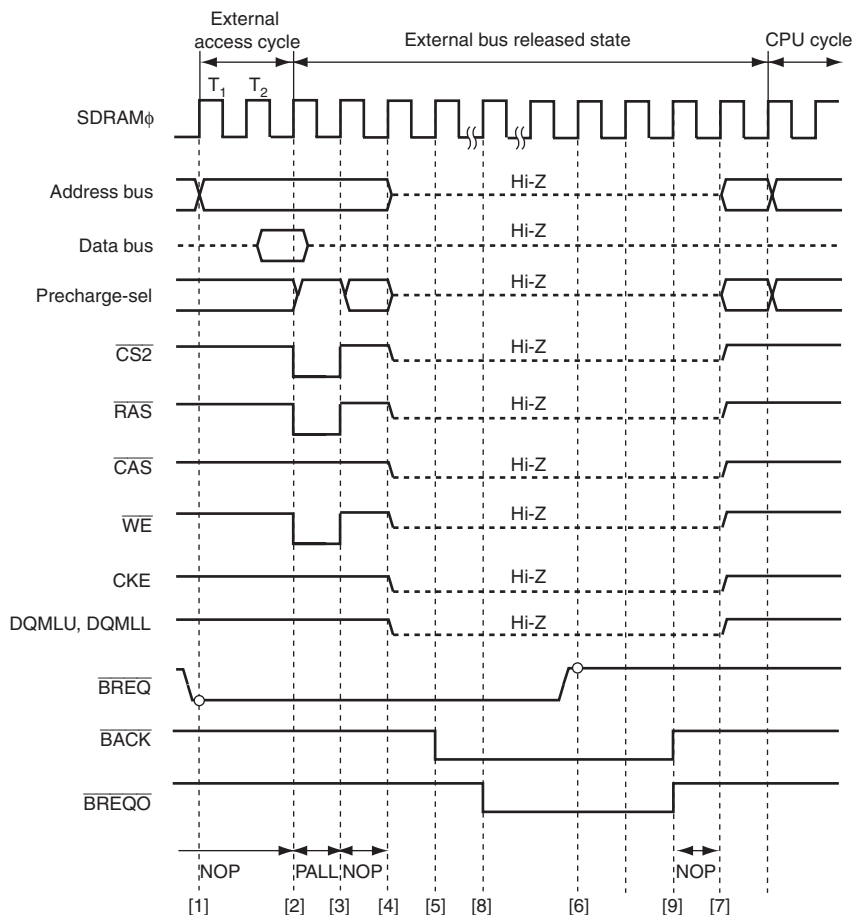 External access cycle
External bus released state
CPU cycle
T1 T2
SDRAMφ
Address bus
Hi-Z
Data bus
Hi-Z
Precharge-sel
Hi-Z
CS2
Hi-Z
RAS
Hi-Z
CAS
Hi-Z
WE
Hi-Z
CKE
Hi-Z
DQMLU, DQMLL
Hi-Z
BREQ
BACK
BREQO
NOP PALL NOP NOP
[1] [2] [3] [4] [5] [8] [6] [9] [7]